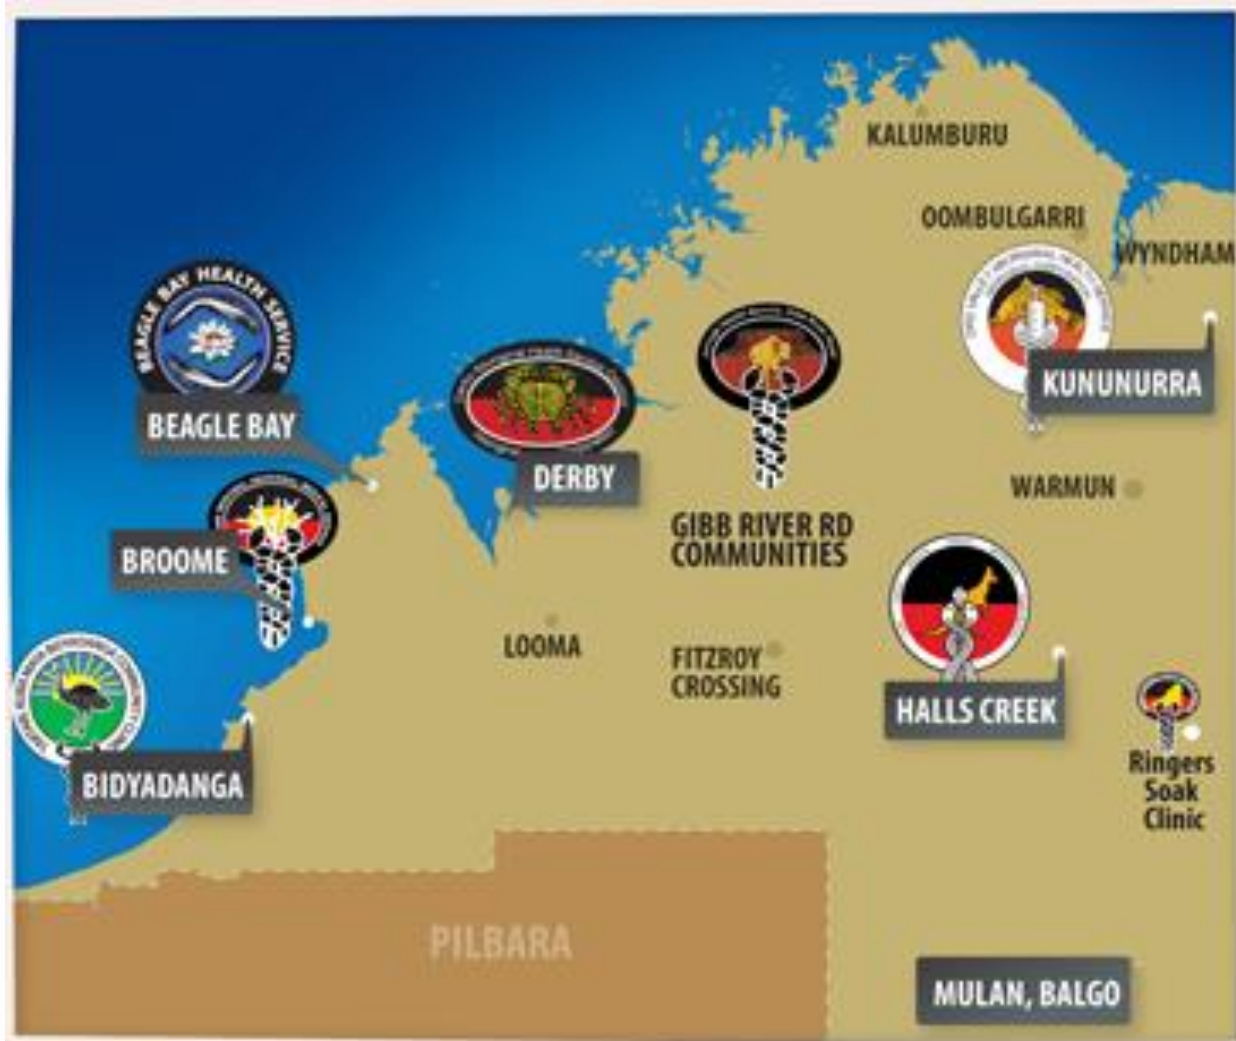 KALUMBURU
OOMBULGARRI
WYNDHAM
BEAGLE BAY HEALTH SERVICE
KUNUNURRA
BEAGLE BAY
DERBY
WARMUN
GIBB RIVER RD
COMMUNITIES
BROOME
LOOMA
FITZROY
CROSSING
HALLS CREEK
BIDYADANGA
Ringers
Soak
Clinic
PILBARA
MULAN, BALGO